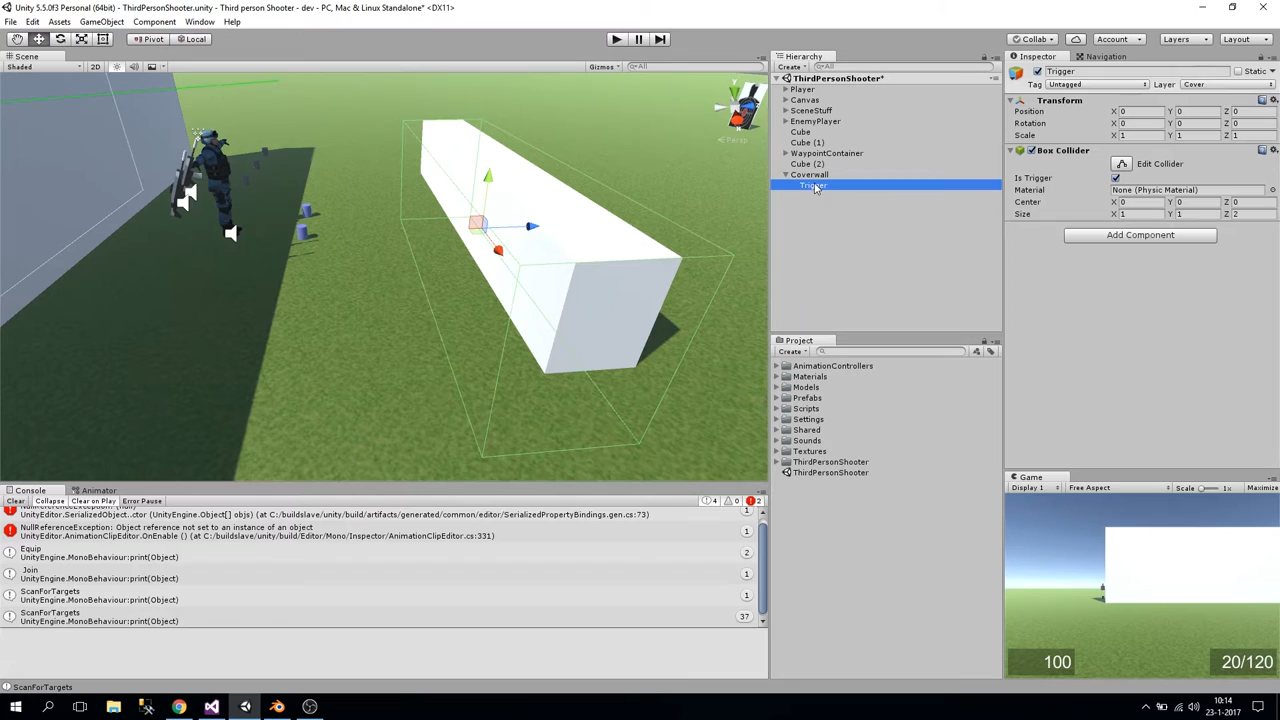 Unity 5.5.0f3 Personal (64bit) - ThirdPersonShooter.unity - Third person Shooter - dev - PC, Mac & Linux Standalone* <DX11>
File Edit Assets GameObject Component Window Help
Pivot Local
Collab Account Layers Layout
Scene
Shaded 2D Gizmos All
y
Persp
Hierarchy
Create All
ThirdPersonShooter*
Player
Canvas
SceneStuff
EnemyPlayer
Cube
Cube (1)
WaypointContainer
Cube (2)
Coverwall
Trigger
Project
Create
AnimationControllers
Materials
Models
Prefabs
Scripts
Settings
Shared
Sounds
Textures
ThirdPersonShooter
ThirdPersonShooter
Inspector Navigation
Trigger Static
Tag Untagged Layer Cover
Transform
Position X 0 Y 0 Z 0
Rotation X 0 Y 0 Z 0
Scale X 1 Y 1 Z 1
Box Collider
Edit Collider
Is Trigger
Material None (Physic Material)
Center X 0 Y 0 Z 0
Size X 1 Y 1 Z 2
Add Component
Game
Display 1 Free Aspect Scale 1x Maximize
100 20/120
Console Animator
Clear Collapse Clear on Play Error Pause 4 0 2
UnityEditor.SerializedObject..ctor (UnityEngine.Object[] objs) (at C:/buildslave/unity/build/artifacts/generated/common/editor/SerializedPropertyBindings.gen.cs:73) 1
NullReferenceException: Object reference not set to an instance of an object
UnityEditor.AnimationClipEditor.OnEnable () (at C:/buildslave/unity/build/Editor/Mono/Inspector/AnimationClipEditor.cs:331) 1
Equip
UnityEngine.MonoBehaviour:print(Object) 2
Join
UnityEngine.MonoBehaviour:print(Object) 1
ScanForTargets
UnityEngine.MonoBehaviour:print(Object) 1
ScanForTargets
UnityEngine.MonoBehaviour:print(Object) 37
ScanForTargets
10:14
23-1-2017